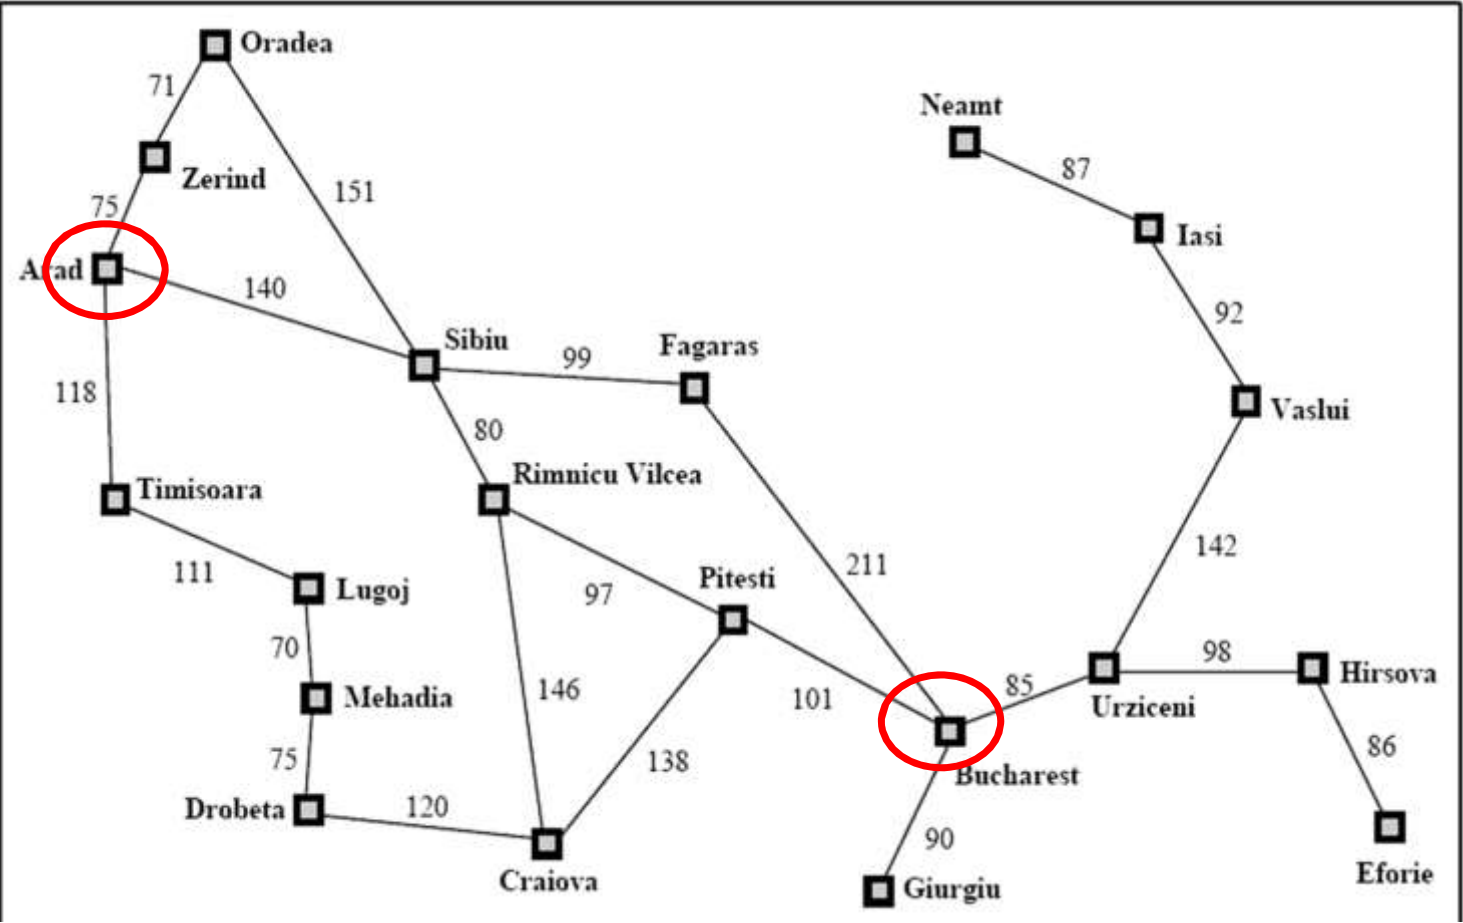 Oradea
71
Neamt
87
Zerind
151
75
Iasi
Arad
140
92
Sibiu
99
Fagaras
118
Vaslui
80
Rimnicu Vilcea
Timisoara
142
211
111
Pitesti
97
Lugoj
70
98
Hirsova
85
146
101
Mehadia
Urziceni
86
75
138
Bucharest
Drobeta
120
90
Craiova
Giurgiu
Eforie